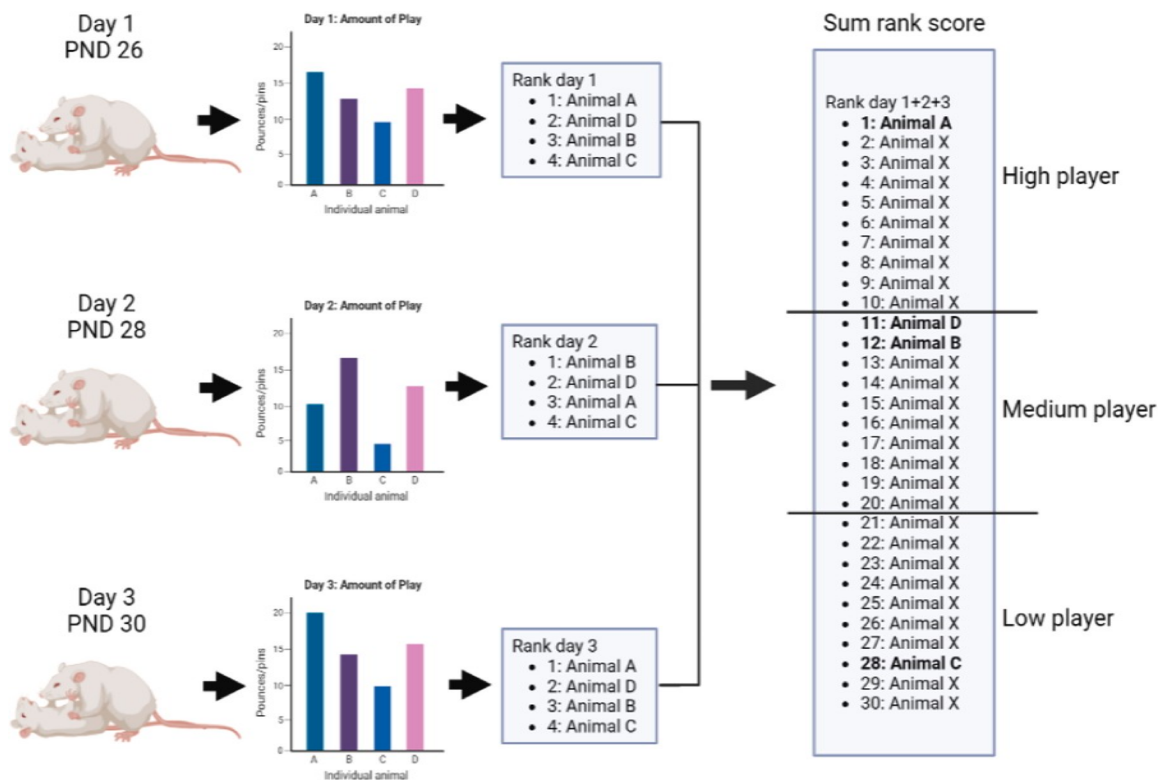 Day 1
PND 26
Day 1: Amount of Play
Pounces/pins
20
15
10
5
0
A B C D
Individual animal
Rank day 1
• 1: Animal A
• 2: Animal D
• 3: Animal B
• 4: Animal C
Day 2
PND 28
Day 2: Amount of Play
Pounces/pins
20
15
10
5
0
A B C D
Individual animal
Rank day 2
• 1: Animal B
• 2: Animal D
• 3: Animal A
• 4: Animal C
Day 3
PND 30
Day 3: Amount of Play
Pounces/pins
20
15
10
5
0
A B C D
Individual animal
Rank day 3
• 1: Animal A
• 2: Animal D
• 3: Animal B
• 4: Animal C
Sum rank score
Rank day 1+2+3
• 1: Animal A
• 2: Animal X
• 3: Animal X
• 4: Animal X
• 5: Animal X
• 6: Animal X
• 7: Animal X
• 8: Animal X
• 9: Animal X
• 10: Animal X
• 11: Animal D
• 12: Animal B
• 13: Animal X
• 14: Animal X
• 15: Animal X
• 16: Animal X
• 17: Animal X
• 18: Animal X
• 19: Animal X
• 20: Animal X
• 21: Animal X
• 22: Animal X
• 23: Animal X
• 24: Animal X
• 25: Animal X
• 26: Animal X
• 27: Animal X
• 28: Animal C
• 29: Animal X
• 30: Animal X
High player
Medium player
Low player